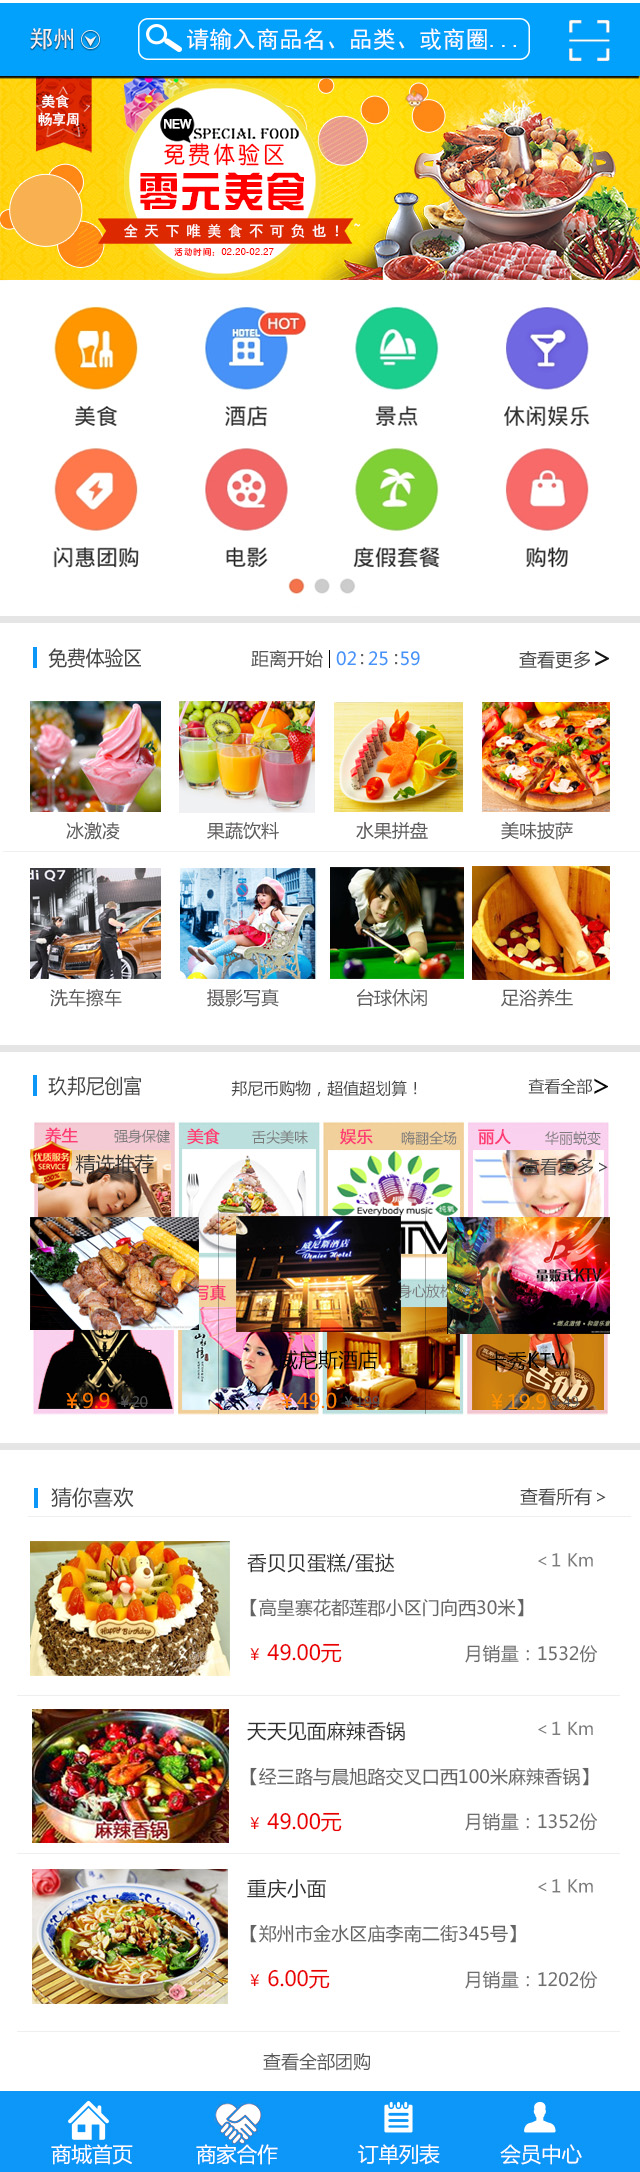 郑州
请输入商品名、品类、或商圈...
美食
畅享周
NEW
SPECIAL FOOD
免费体验区
零元美食
全天下唯美食不可负也！
活动时间：02.20-02.27
HOTEL
HOT
美食 酒店 景点 休闲娱乐
闪惠团购 电影 度假套餐 购物
免费体验区 距离开始 | 02:25:59 查看更多>
冰激凌 果蔬饮料 水果拼盘 美味披萨
di Q7
洗车擦车 摄影写真 台球休闲 足浴养生
玖邦尼创富 邦尼币购物，超值超划算！ 查看全部>
养生 强身保健 美食 舌尖美味 娱乐 嗨翻全场 丽人 华丽蜕变
优质服务
SERVICE
100%
精选推荐 查看更多 >
Everybody music
KTV
威尼斯酒店
Venice Hotel
量贩式KTV
写真 身心放松
威尼斯酒店 卡秀KTV
¥9.9 ¥20 ¥49.0 ¥19.9
猜你喜欢 查看所有 >
Happy Birthday
香贝贝蛋糕/蛋挞 <1 Km
【高皇寨花都莲郡小区门向西30米】
¥ 49.00元 月销量：1532份
麻辣香锅
天天见面麻辣香锅 <1 Km
【经三路与晨旭路交叉口西100米麻辣香锅】
¥ 49.00元 月销量：1352份
重庆小面 <1 Km
【郑州市金水区庙李南二街345号】
¥ 6.00元 月销量：1202份
查看全部团购
商城首页 商家合作 订单列表 会员中心